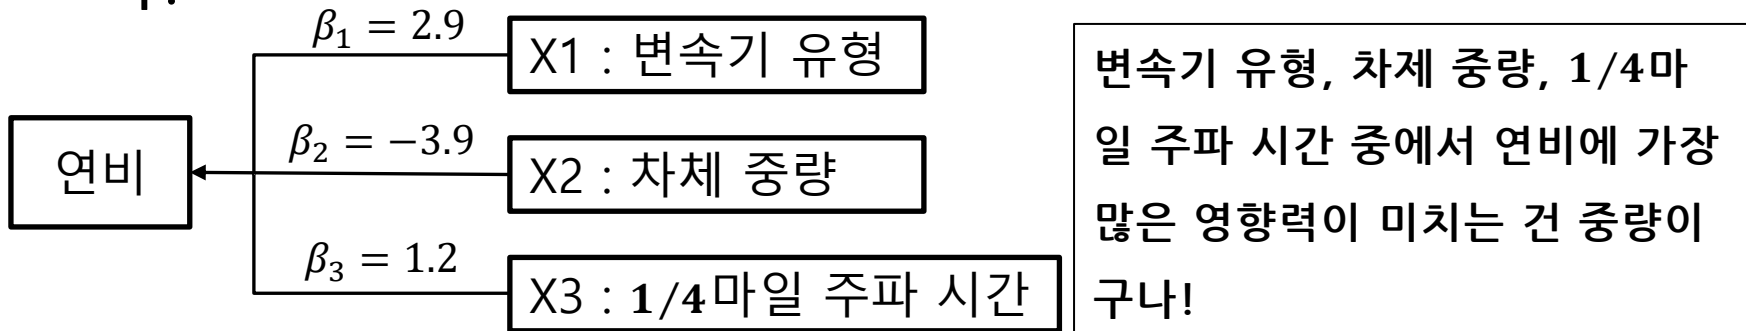 β₁ = 2.9
X1 : 변속기 유형
연비
β₂ = −3.9
X2 : 차체 중량
β₃ = 1.2
X3 : 1/4마일 주파 시간
변속기 유형, 차제 중량, 1/4마
일 주파 시간 중에서 연비에 가장
많은 영향력이 미치는 건 중량이
구나!